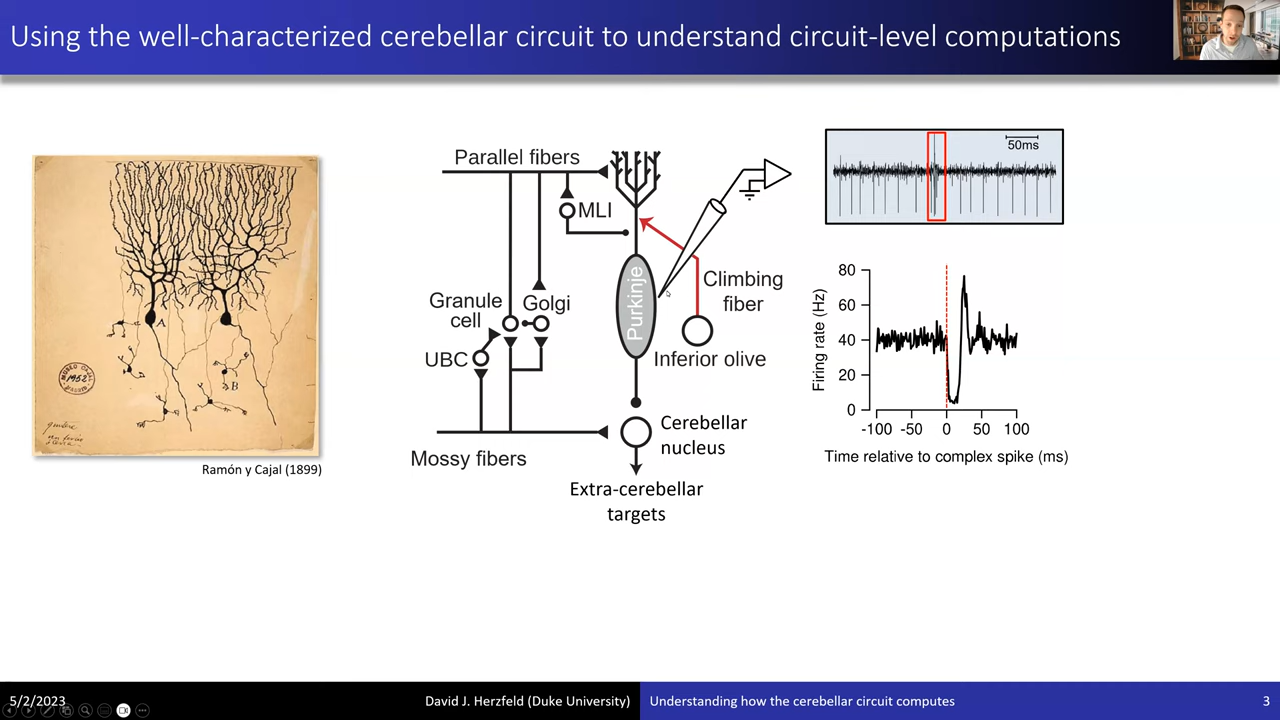 Using the well-characterized cerebellar circuit to understand circuit-level computations
A
B
MUSEO CAJAL
1952
Ramón y Cajal (1899)
Parallel fibers
MLI
Granule
cell
Golgi
UBC
Purkinje
Climbing
fiber
Inferior olive
Cerebellar
nucleus
Mossy fibers
Extra-cerebellar
targets
50ms
Firing rate (Hz)
80
60
40
20
0
-100 -50 0 50 100
Time relative to complex spike (ms)
5/2/2023
David J. Herzfeld (Duke University)
Understanding how the cerebellar circuit computes
3